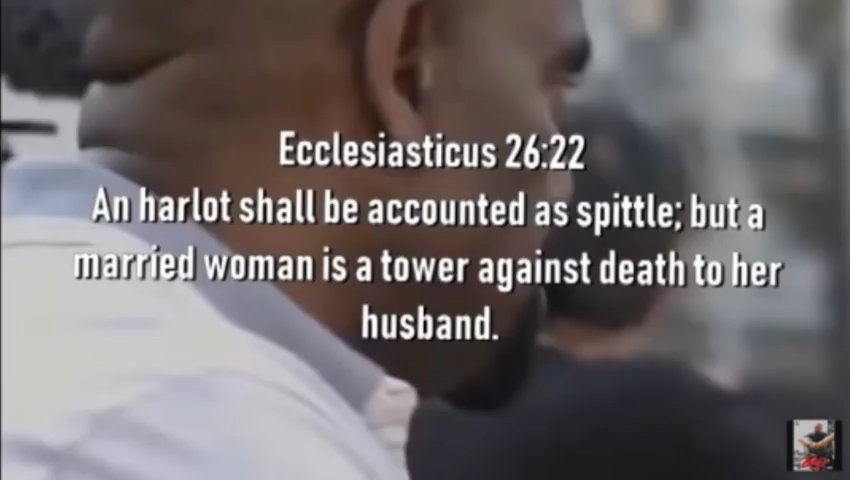 Ecclesiasticus 26:22
An harlot shall be accounted as spittle; but a
married woman is a tower against death to her
husband.